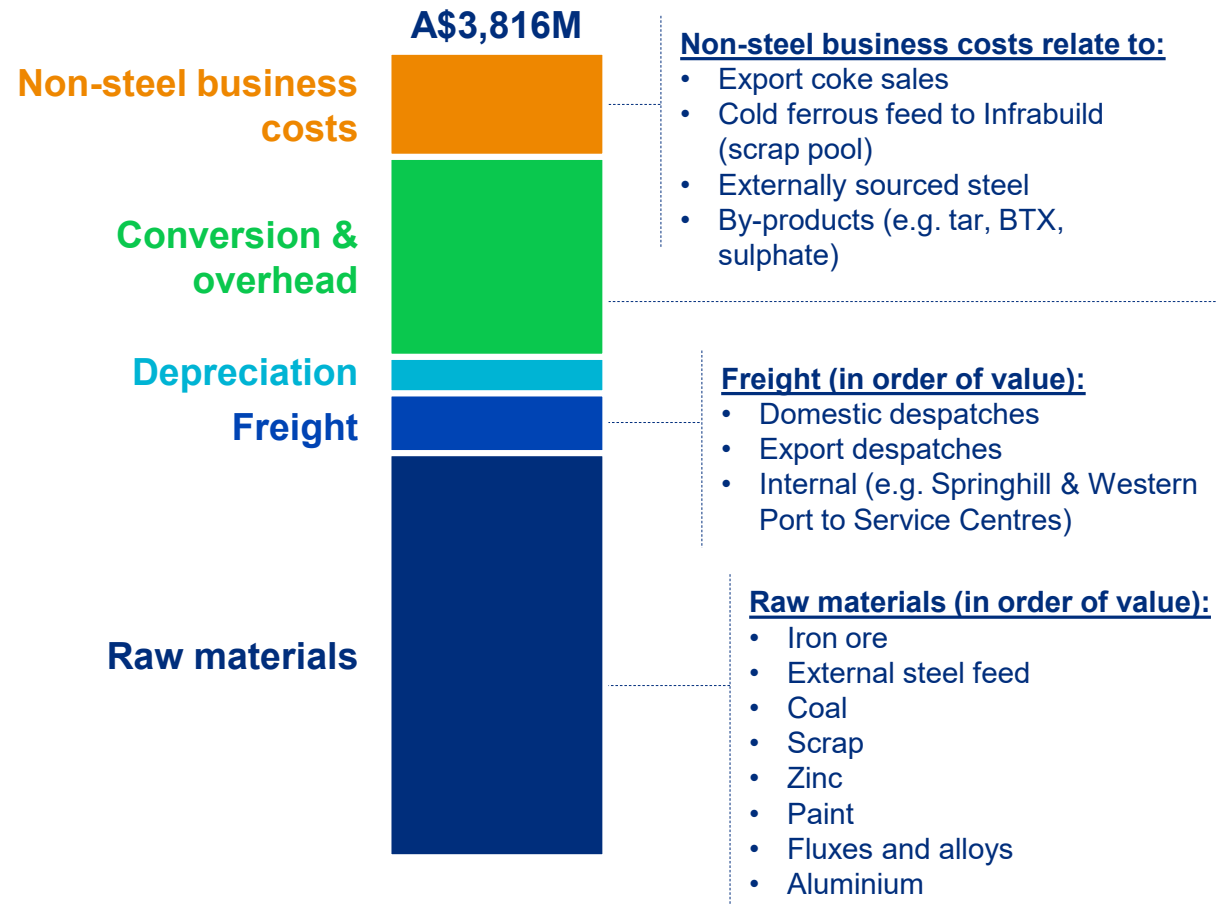 A$3,816M
Non-steel business
costs
Conversion &
overhead
Depreciation
Freight
Raw materials
Non-steel business costs relate to:
• Export coke sales
• Cold ferrous feed to Infrabuild
(scrap pool)
• Externally sourced steel
• By-products (e.g. tar, BTX,
sulphate)
Freight (in order of value):
• Domestic despatches
• Export despatches
• Internal (e.g. Springhill & Western
Port to Service Centres)
Raw materials (in order of value):
• Iron ore
• External steel feed
• Coal
• Scrap
• Zinc
• Paint
• Fluxes and alloys
• Aluminium